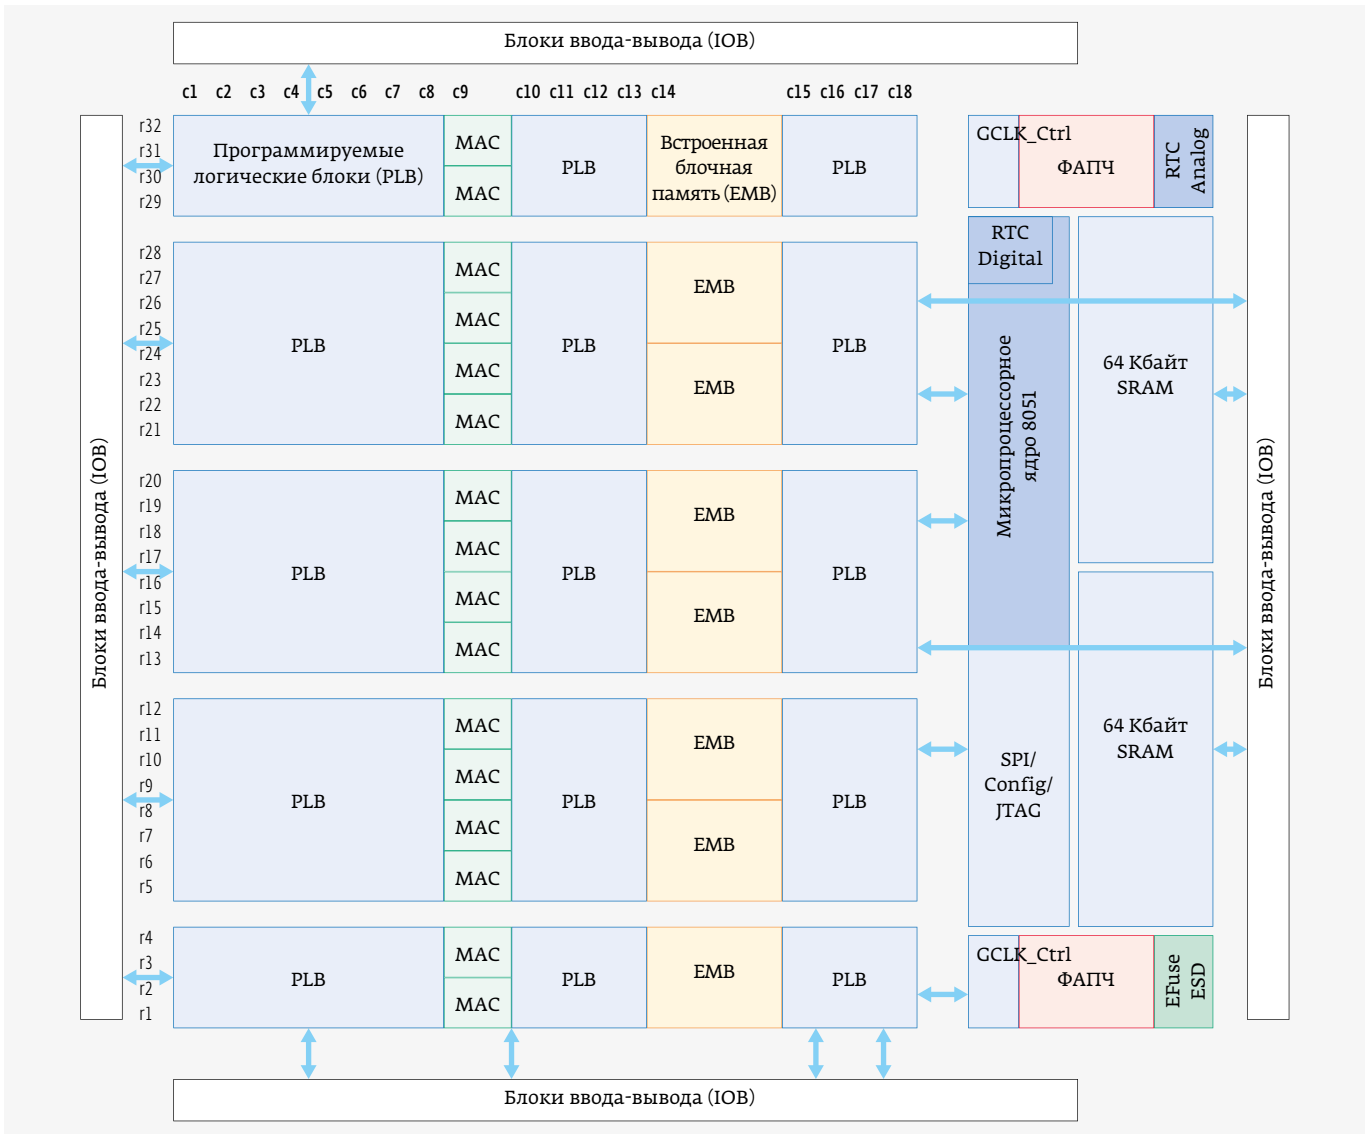 Блоки ввода-вывода (IOB)
c1 c2 c3 c4 c5 c6 c7 c8 c9 c10 c11 c12 c13 c14 c15 c16 c17 c18
r32
r31
r30
r29
Программируемые
логические блоки (PLB)
MAC
MAC
PLB
Встроенная
блочная
память (EMB)
PLB
GCLK_Ctrl
ФАПЧ
RTC
Analog
r28
r27
r26
r25
r24
r23
r22
r21
PLB
MAC
MAC
MAC
MAC
PLB
EMB
EMB
PLB
RTC
Digital
Микропроцессорное
ядро 8051
64 Кбайт
SRAM
Блоки ввода-вывода (IOB)
Блоки ввода-вывода (IOB)
r20
r19
r18
r17
r16
r15
r14
r13
PLB
MAC
MAC
MAC
MAC
PLB
EMB
EMB
PLB
r12
r11
r10
r9
r8
r7
r6
r5
PLB
MAC
MAC
MAC
MAC
PLB
EMB
EMB
PLB
SPI/
Config/
JTAG
64 Кбайт
SRAM
r4
r3
r2
r1
PLB
MAC
MAC
PLB
EMB
PLB
GCLK_Ctrl
ФАПЧ
EFuse
ESD
Блоки ввода-вывода (IOB)